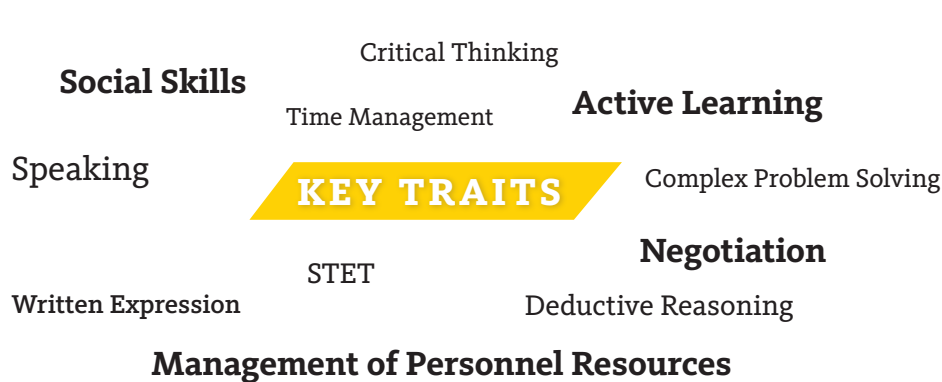 Critical Thinking
Social Skills
Active Learning
Time Management
Speaking
Complex Problem Solving
KEY TRAITS
Negotiation
STET
Written Expression
Deductive Reasoning
Management of Personnel Resources